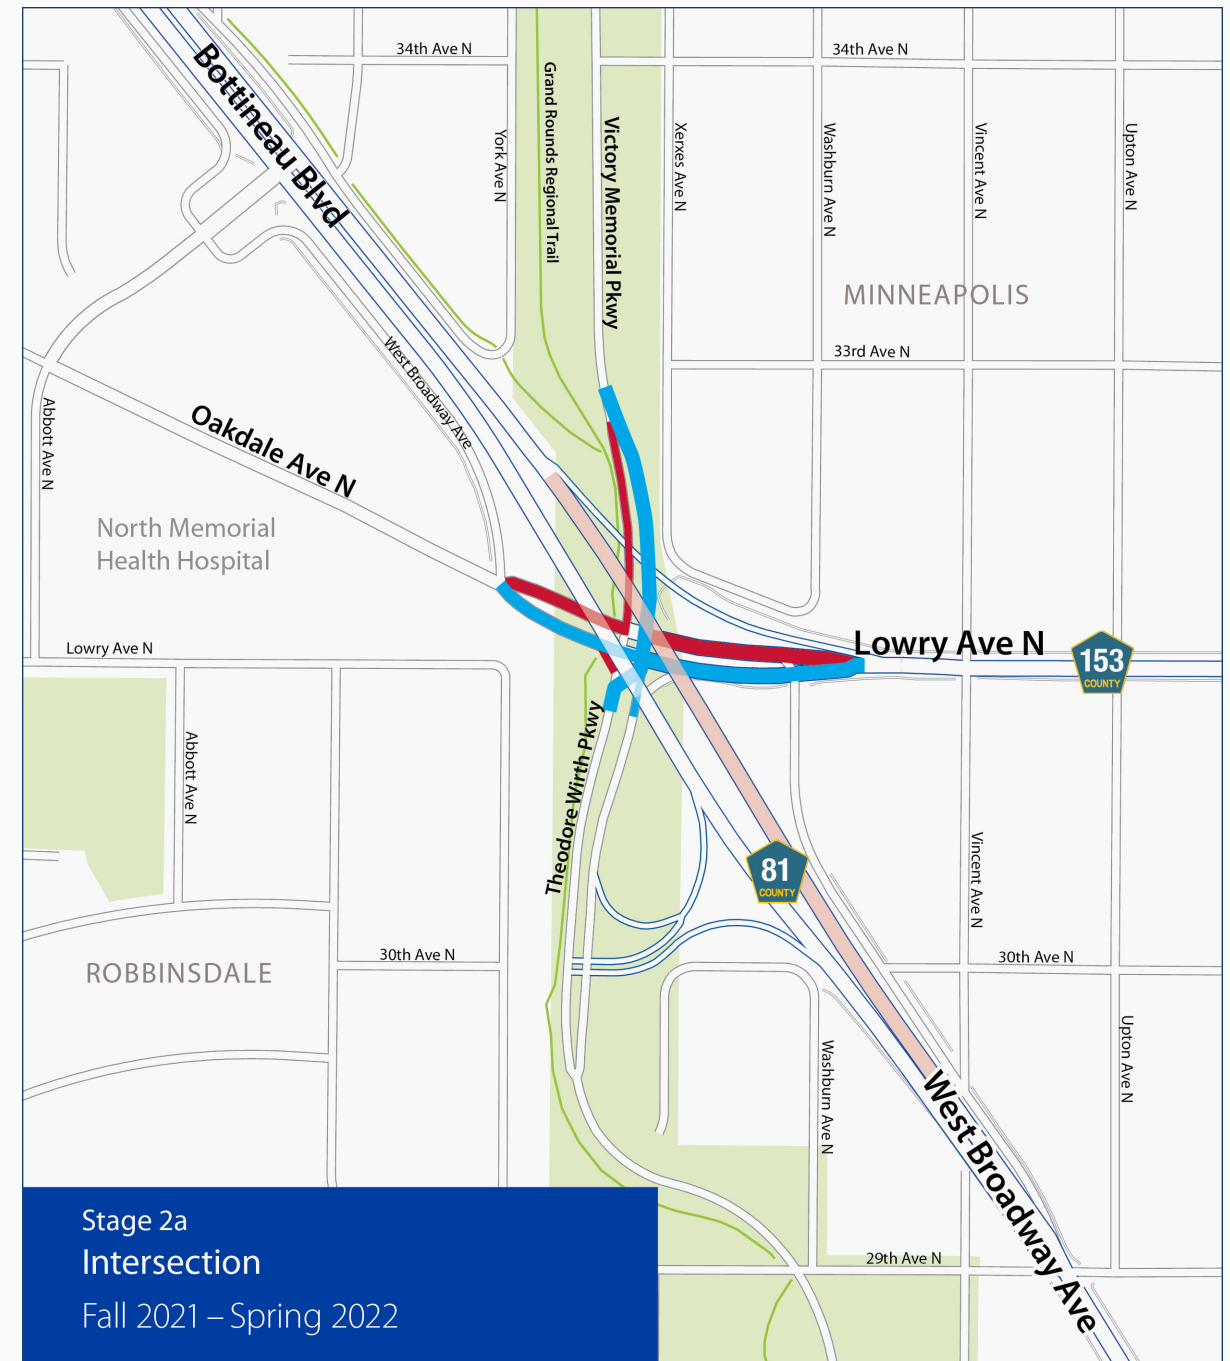 34th Ave N
34th Ave N
Bottineau Blvd
York Ave N
Grand Rounds Regional Trail
Victory Memorial Pkwy
Xerxes Ave N
Washburn Ave N
Vincent Ave N
Upton Ave N
MINNEAPOLIS
33rd Ave N
West Broadway Ave
Abbott Ave N
Oakdale Ave N
North Memorial
Health Hospital
Lowry Ave N
Lowry Ave N
153
COUNTY
Abbott Ave N
Theodore Wirth Pkwy
81
COUNTY
Vincent Ave N
30th Ave N
30th Ave N
ROBBINSDALE
Upton Ave N
Washburn Ave N
West Broadway Ave
29th Ave N
Stage 2a
Intersection
Fall 2021 – Spring 2022